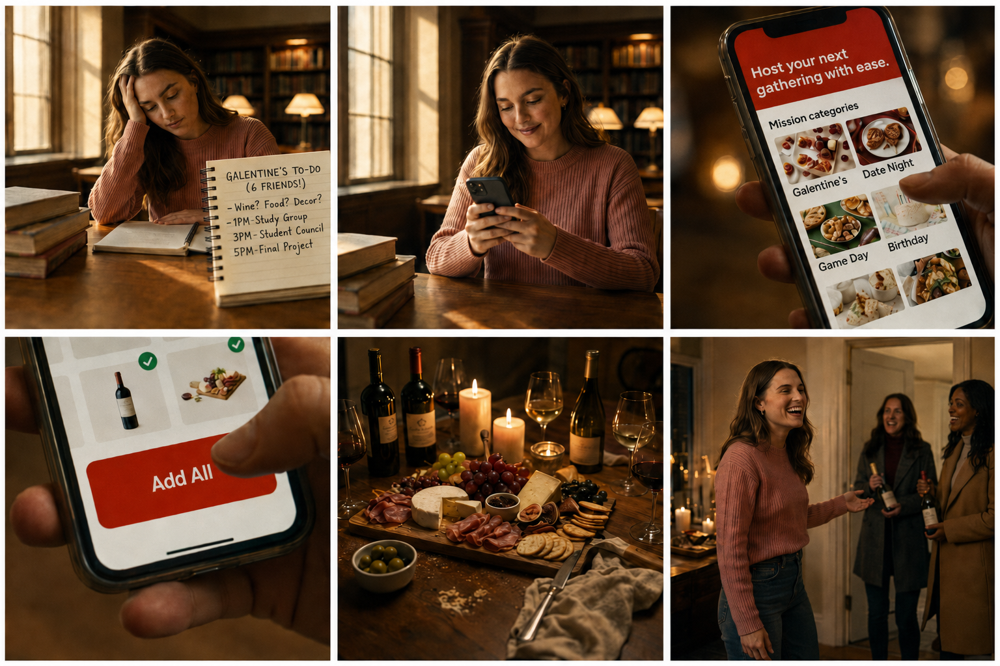 GALENTINE'S TO-DO
(6 FRIENDS!)
- Wine? Food? Decor?
- 1PM - Study Group
3PM - Student Council
5PM - Final Project
Host your next
gathering with ease.
Mission categories
Galentine's
Date Night
Game Day
Birthday
Add All